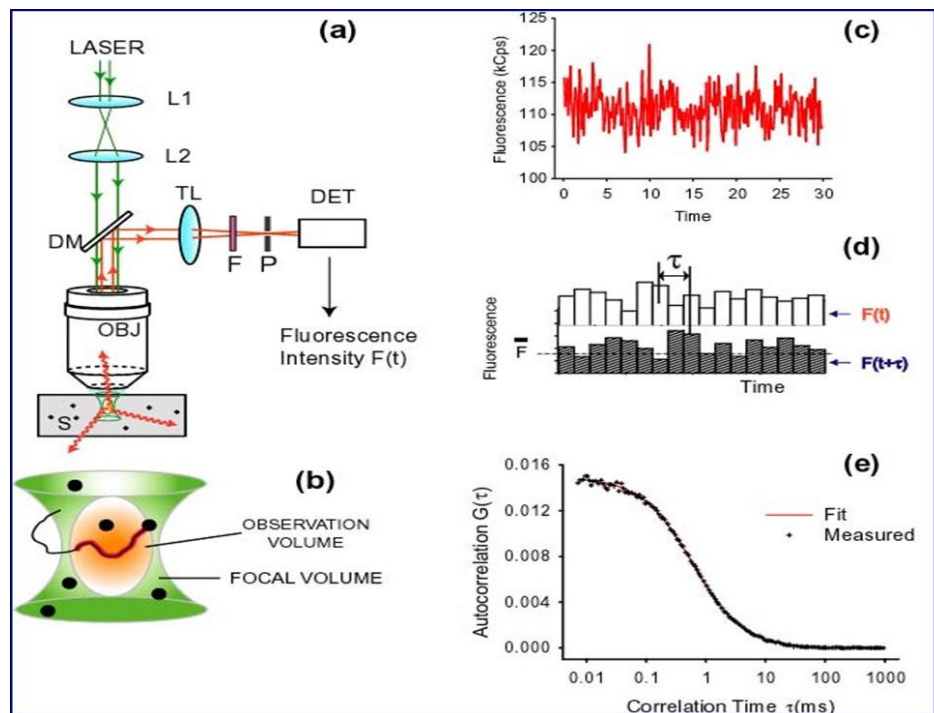 (a)
LASER
L1
L2
TL
DET
DM
F
P
OBJ
Fluorescence
Intensity F(t)
S
(b)
OBSERVATION
VOLUME
FOCAL VOLUME
(c)
Fluorescence (kCps)
125
120
115
110
105
100
0 5 10 15 20 25 30
Time
(d)
τ
Fluorescence
F̅
F(t)
F(t+τ)
Time
(e)
Autocorrelation G(τ)
0.016
0.012
0.008
0.004
0.000
Fit
Measured
0.01 0.1 1 10 100 1000
Correlation Time τ(ms)